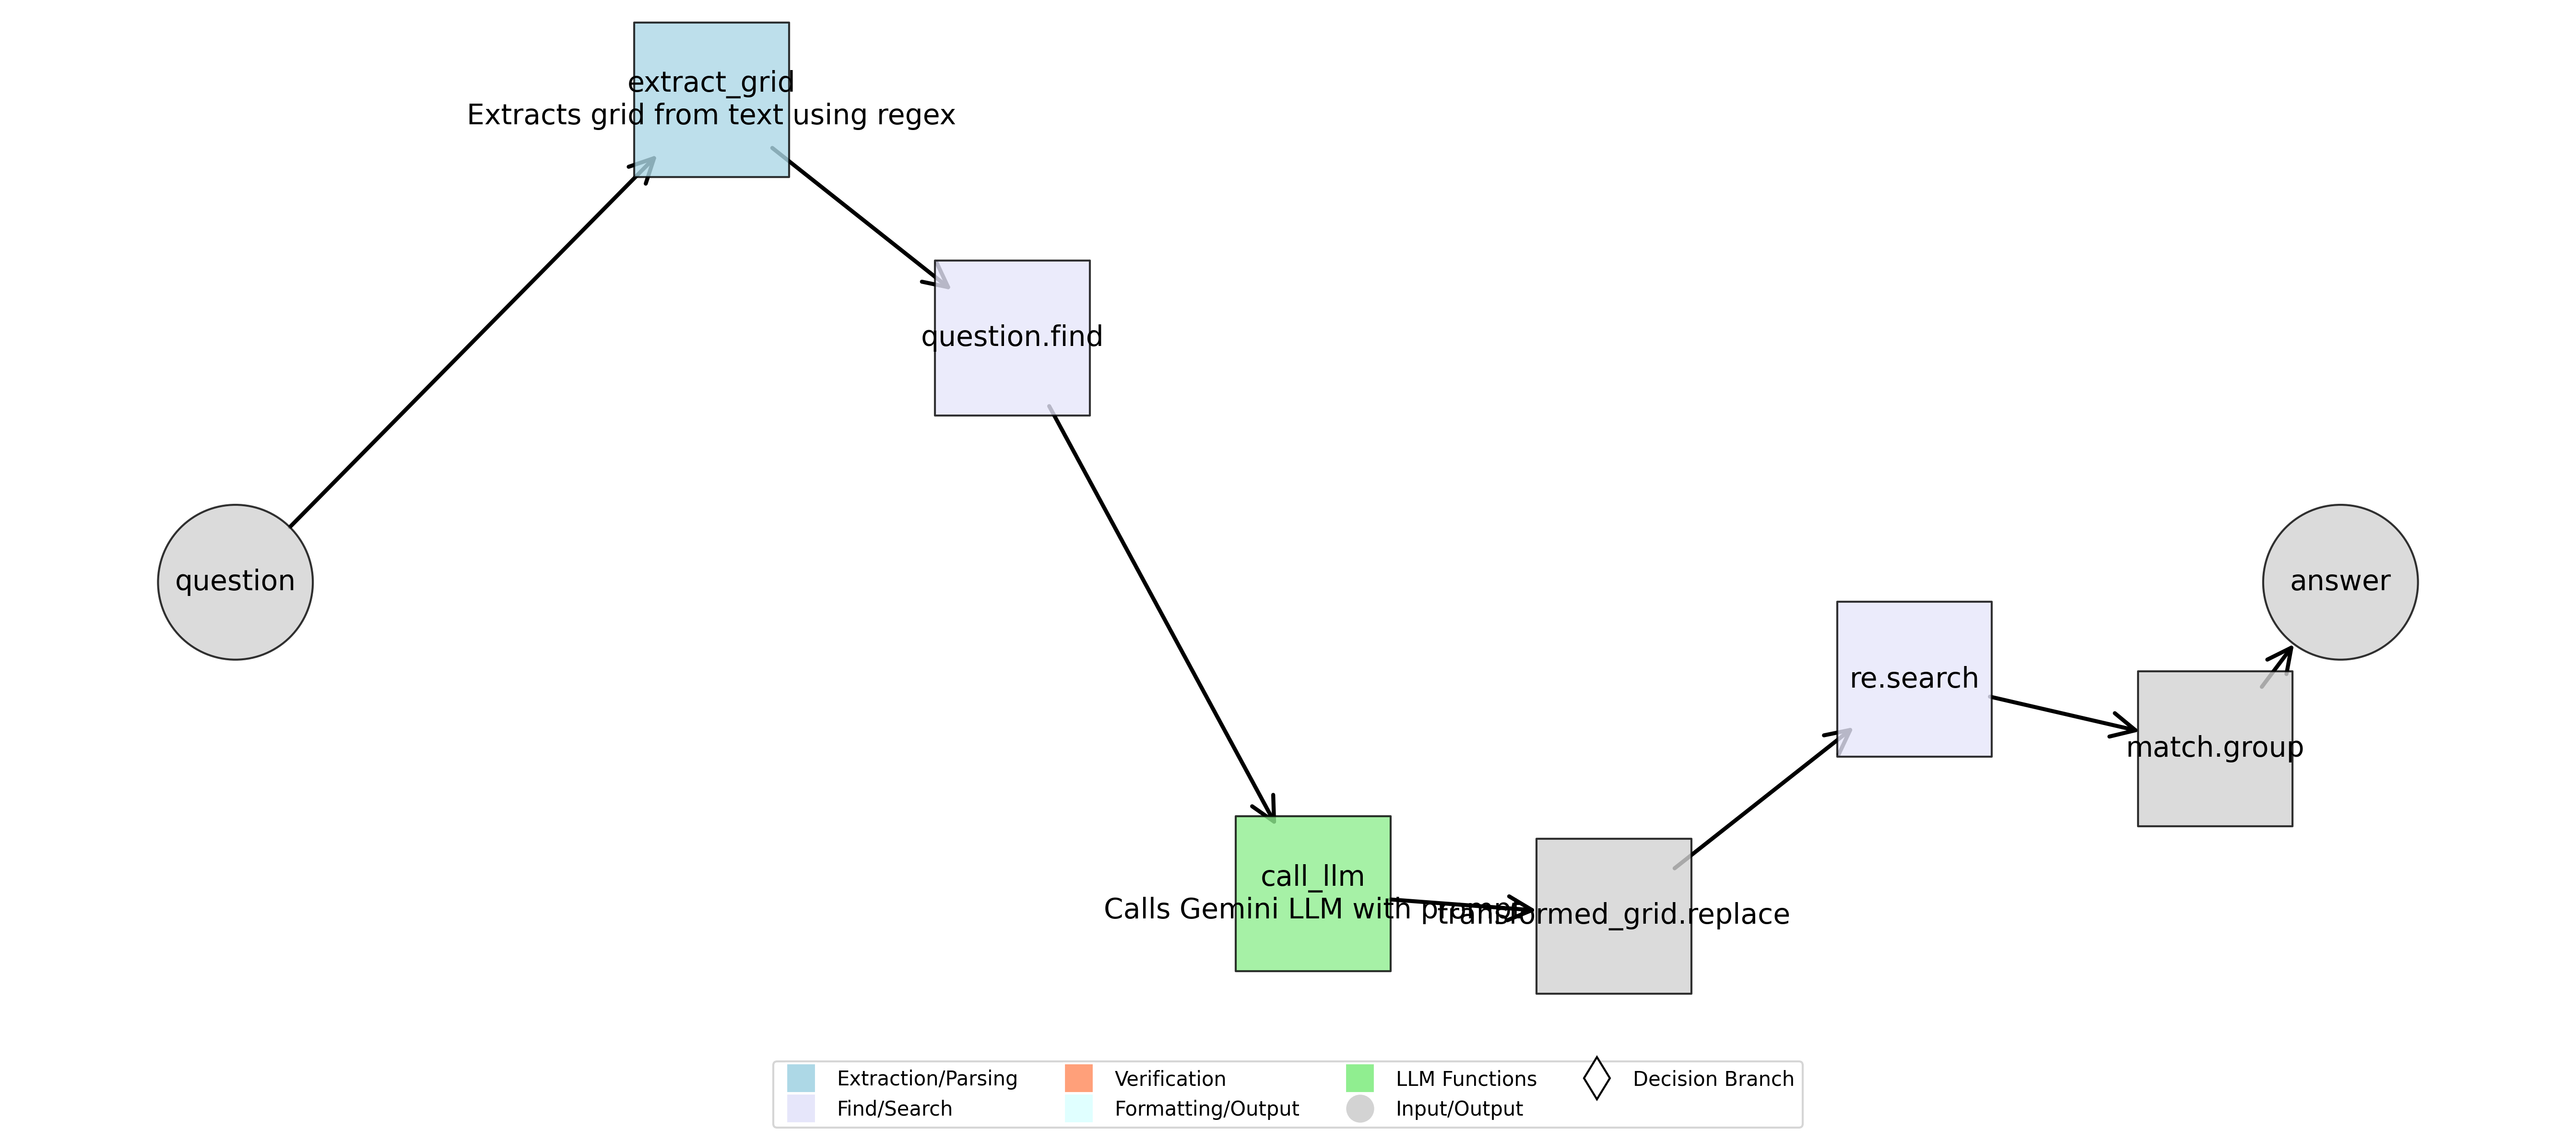 extract_grid
Extracts grid from text using regex
question.find
question
answer
re.search
match.group
call_llm
Calls Gemini LLM with prompt
transformed_grid.replace
Extraction/Parsing
Find/Search
Verification
Formatting/Output
LLM Functions
Input/Output
Decision Branch